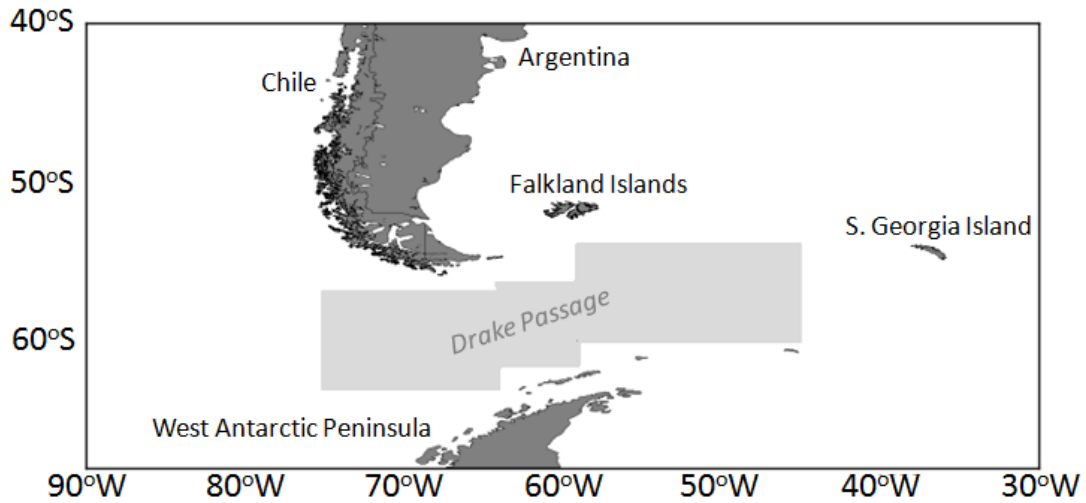 40°S
Argentina
Chile
50°S
Falkland Islands
S. Georgia Island
Drake Passage
60°S
West Antarctic Peninsula
90°W 80°W 70°W 60°W 50°W 40°W 30°W